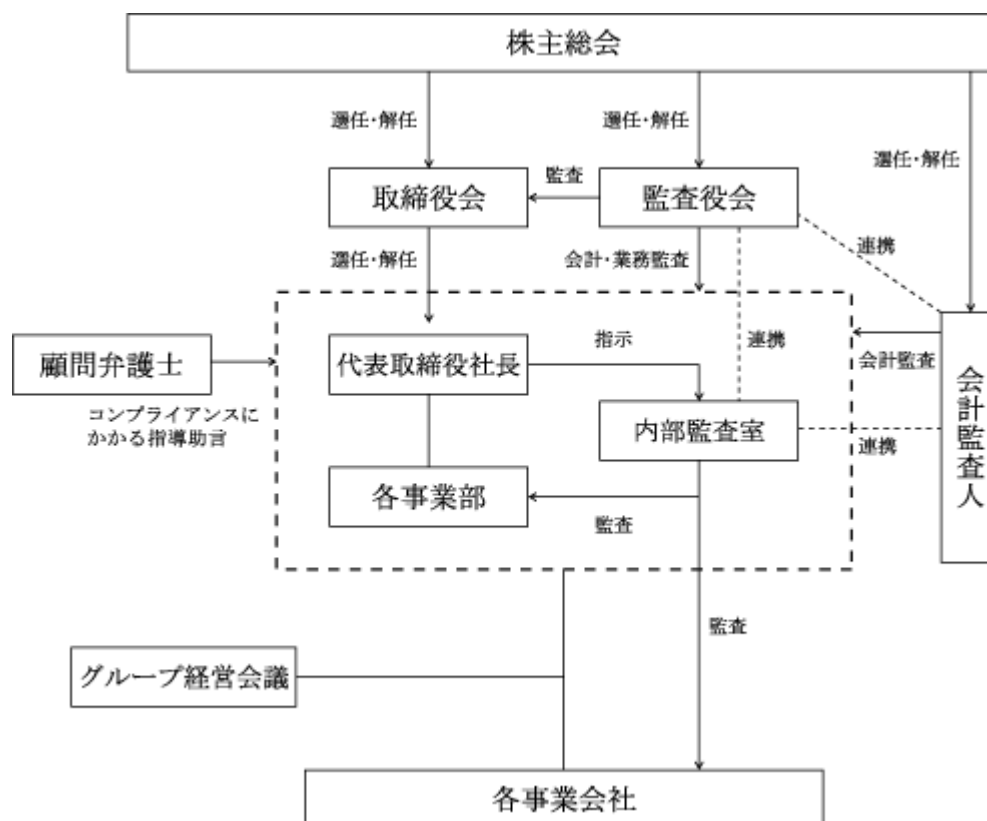 株主総会
選任・解任
選任・解任
選任・解任
取締役会
監査
監査役会
連携
選任・解任
会計・業務監査
顧問弁護士
コンプライアンスに
かかる指導助言
代表取締役社長
指示
連携
会計監査
会計監査人
内部監査室
連携
各事業部
監査
監査
グループ経営会議
各事業会社